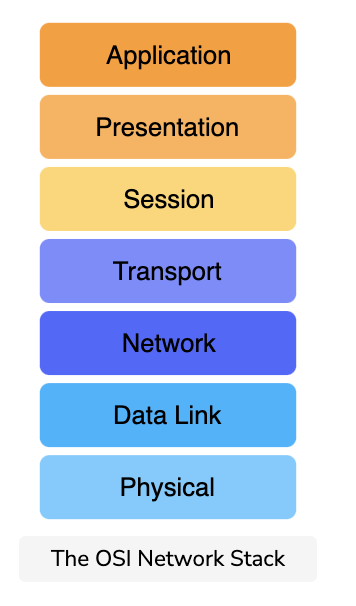 Application
Presentation
Session
Transport
Network
Data Link
Physical
The OSI Network Stack